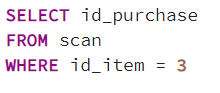 SELECT id_purchase
FROM scan
WHERE id_item = 3